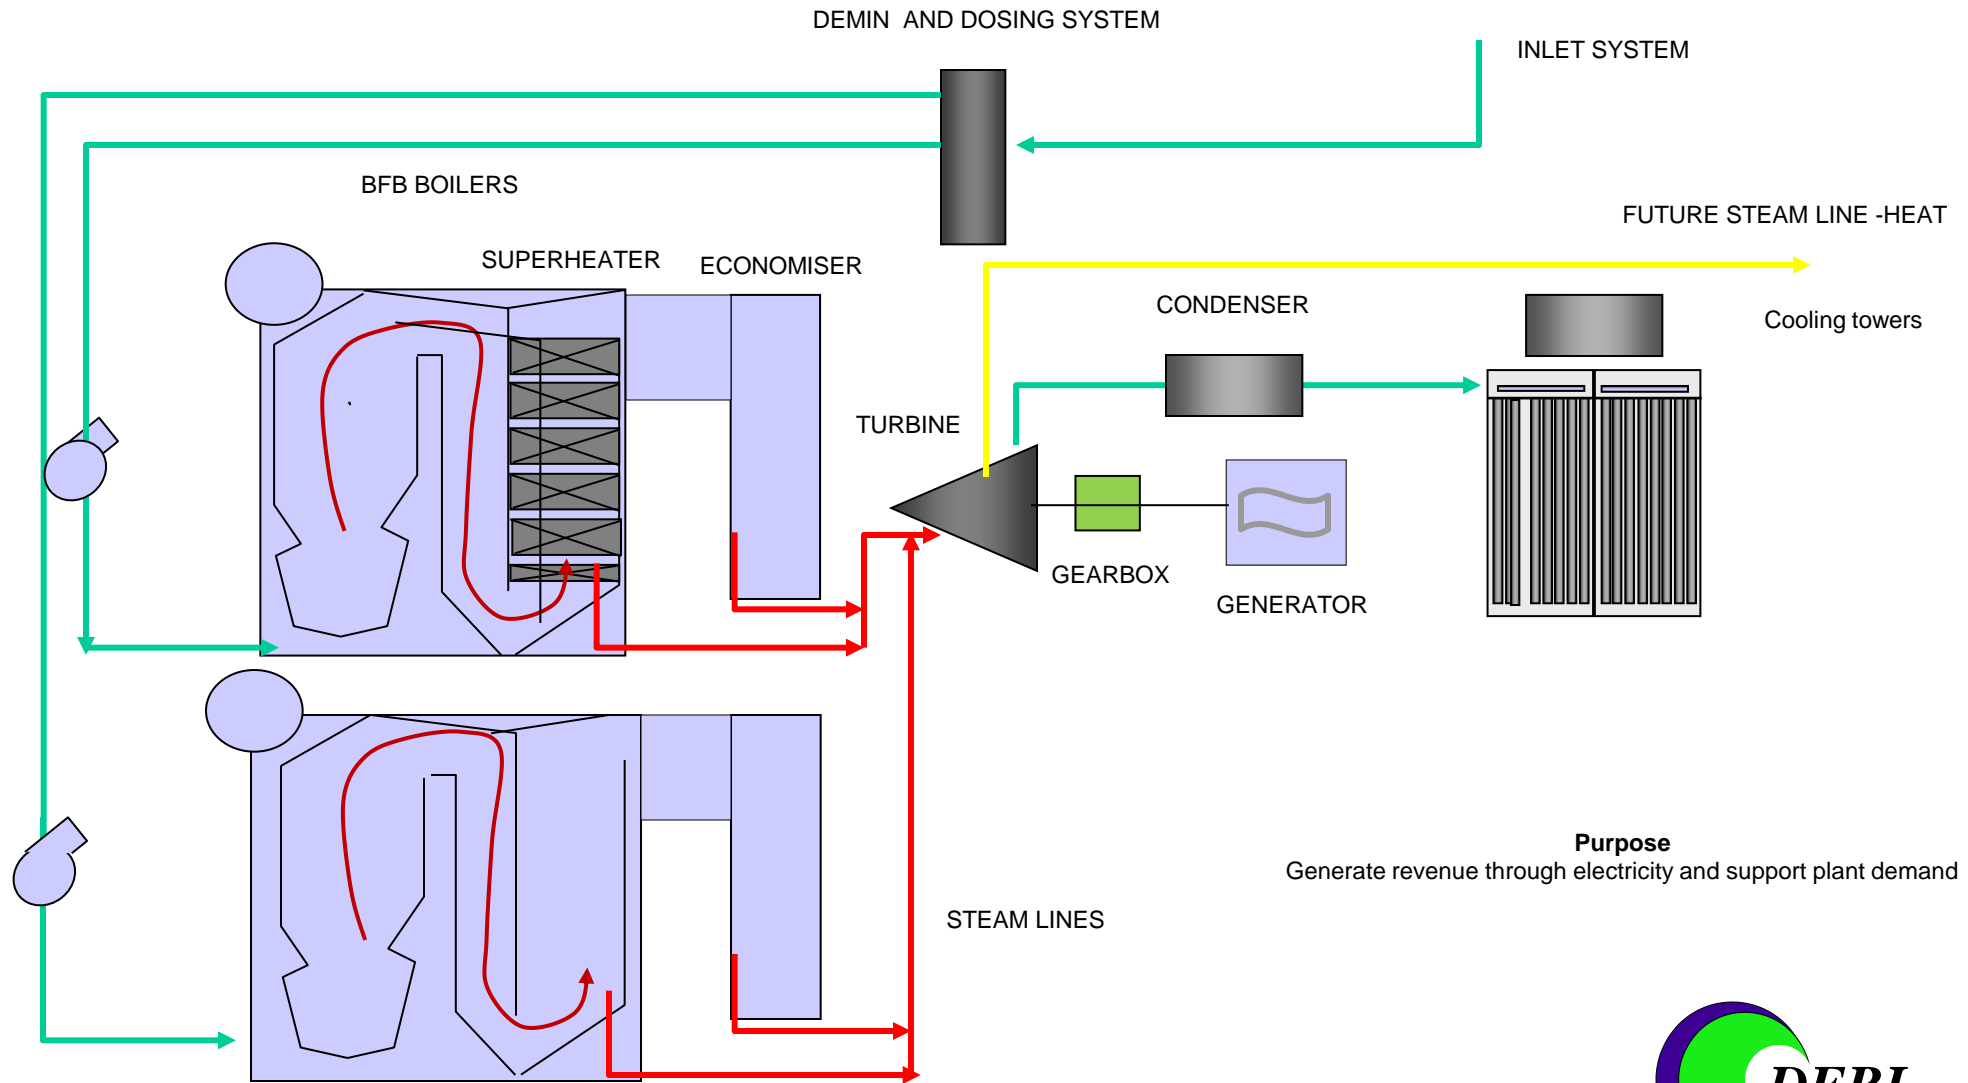 DEMIN AND DOSING SYSTEM
INLET SYSTEM
BFB BOILERS
FUTURE STEAM LINE -HEAT
SUPERHEATER
ECONOMISER
CONDENSER
Cooling towers
TURBINE
GEARBOX
GENERATOR
Purpose
Generate revenue through electricity and support plant demand
STEAM LINES